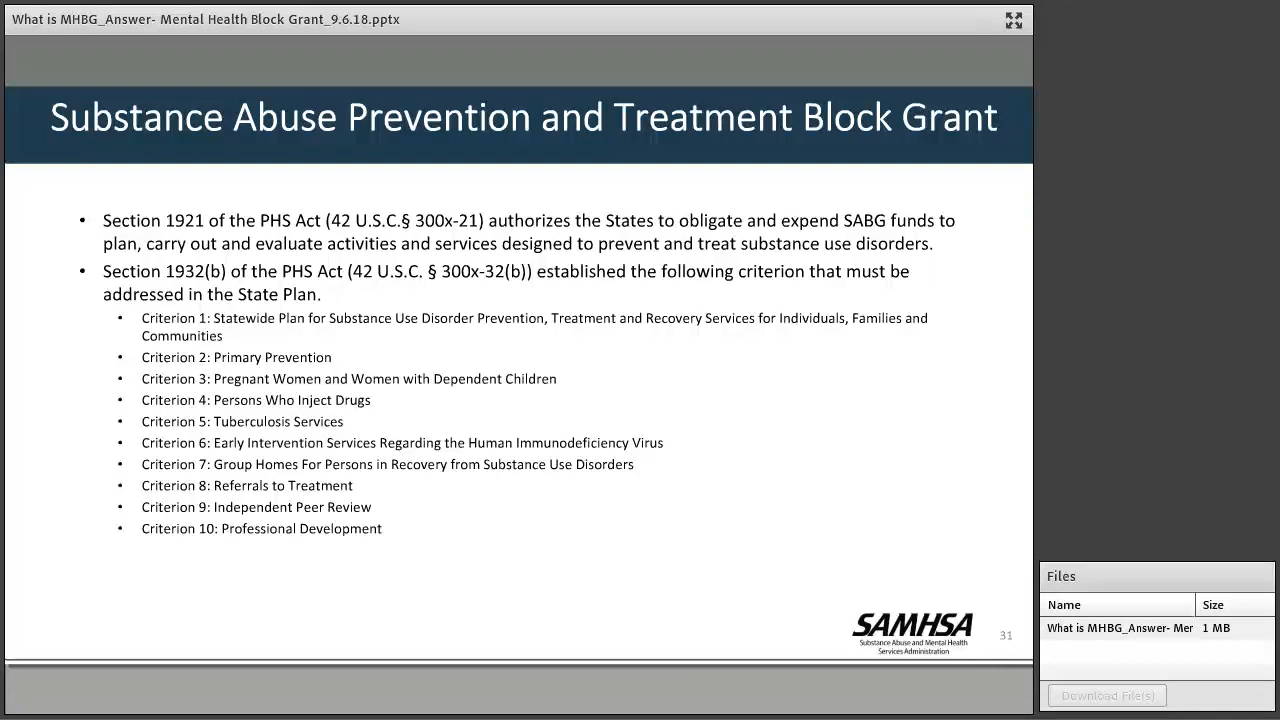 What is MHBG_Answer- Mental Health Block Grant_9.6.18.pptx
Substance Abuse Prevention and Treatment Block Grant
• Section 1921 of the PHS Act (42 U.S.C.§ 300x-21) authorizes the States to obligate and expend SABG funds to
plan, carry out and evaluate activities and services designed to prevent and treat substance use disorders.
• Section 1932(b) of the PHS Act (42 U.S.C. § 300x-32(b)) established the following criterion that must be
addressed in the State Plan.
• Criterion 1: Statewide Plan for Substance Use Disorder Prevention, Treatment and Recovery Services for Individuals, Families and
Communities
• Criterion 2: Primary Prevention
• Criterion 3: Pregnant Women and Women with Dependent Children
• Criterion 4: Persons Who Inject Drugs
• Criterion 5: Tuberculosis Services
• Criterion 6: Early Intervention Services Regarding the Human Immunodeficiency Virus
• Criterion 7: Group Homes For Persons in Recovery from Substance Use Disorders
• Criterion 8: Referrals to Treatment
• Criterion 9: Independent Peer Review
• Criterion 10: Professional Development
SAMHSA
Substance Abuse and Mental Health
Services Administration
31
Files
Name Size
What is MHBG_Answer- Mer 1 MB
Download File(s)